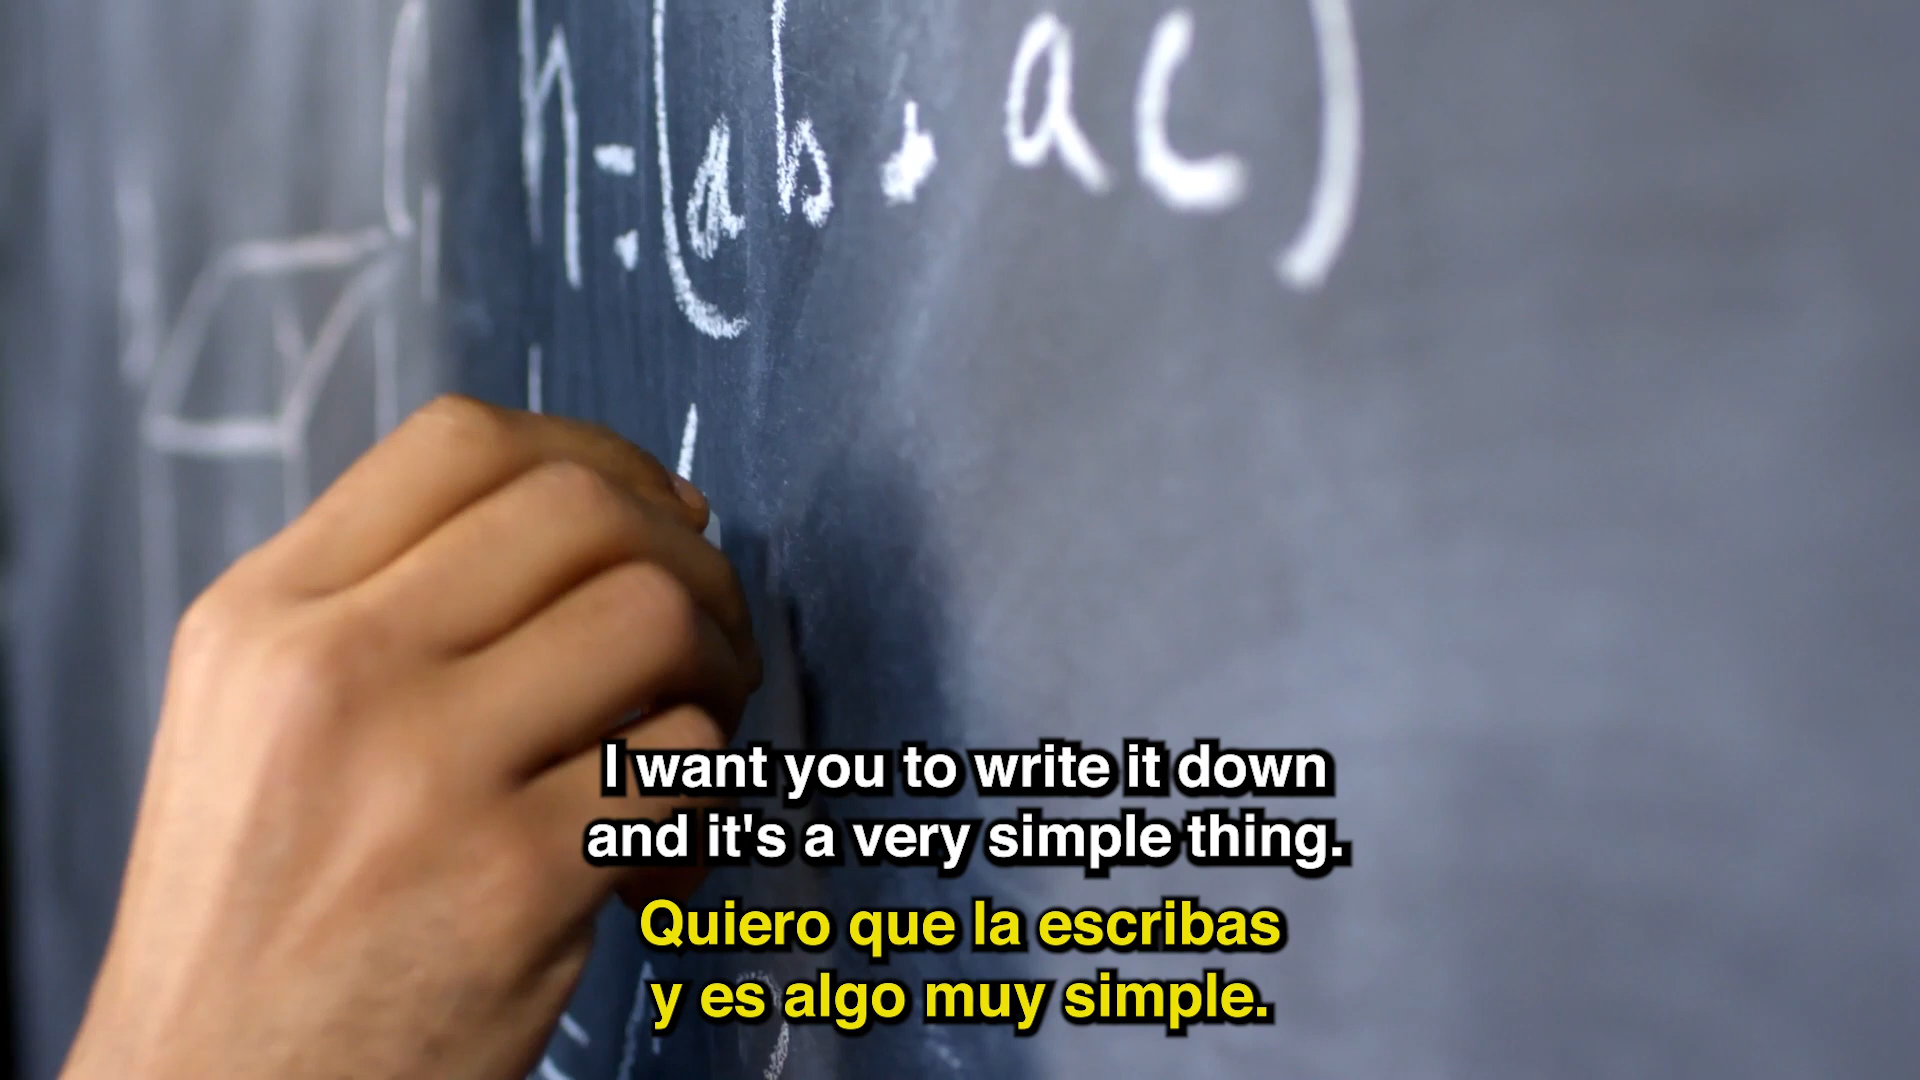 h=(ab+ac)
I want you to write it down
and it's a very simple thing.
Quiero que la escribas
y es algo muy simple.